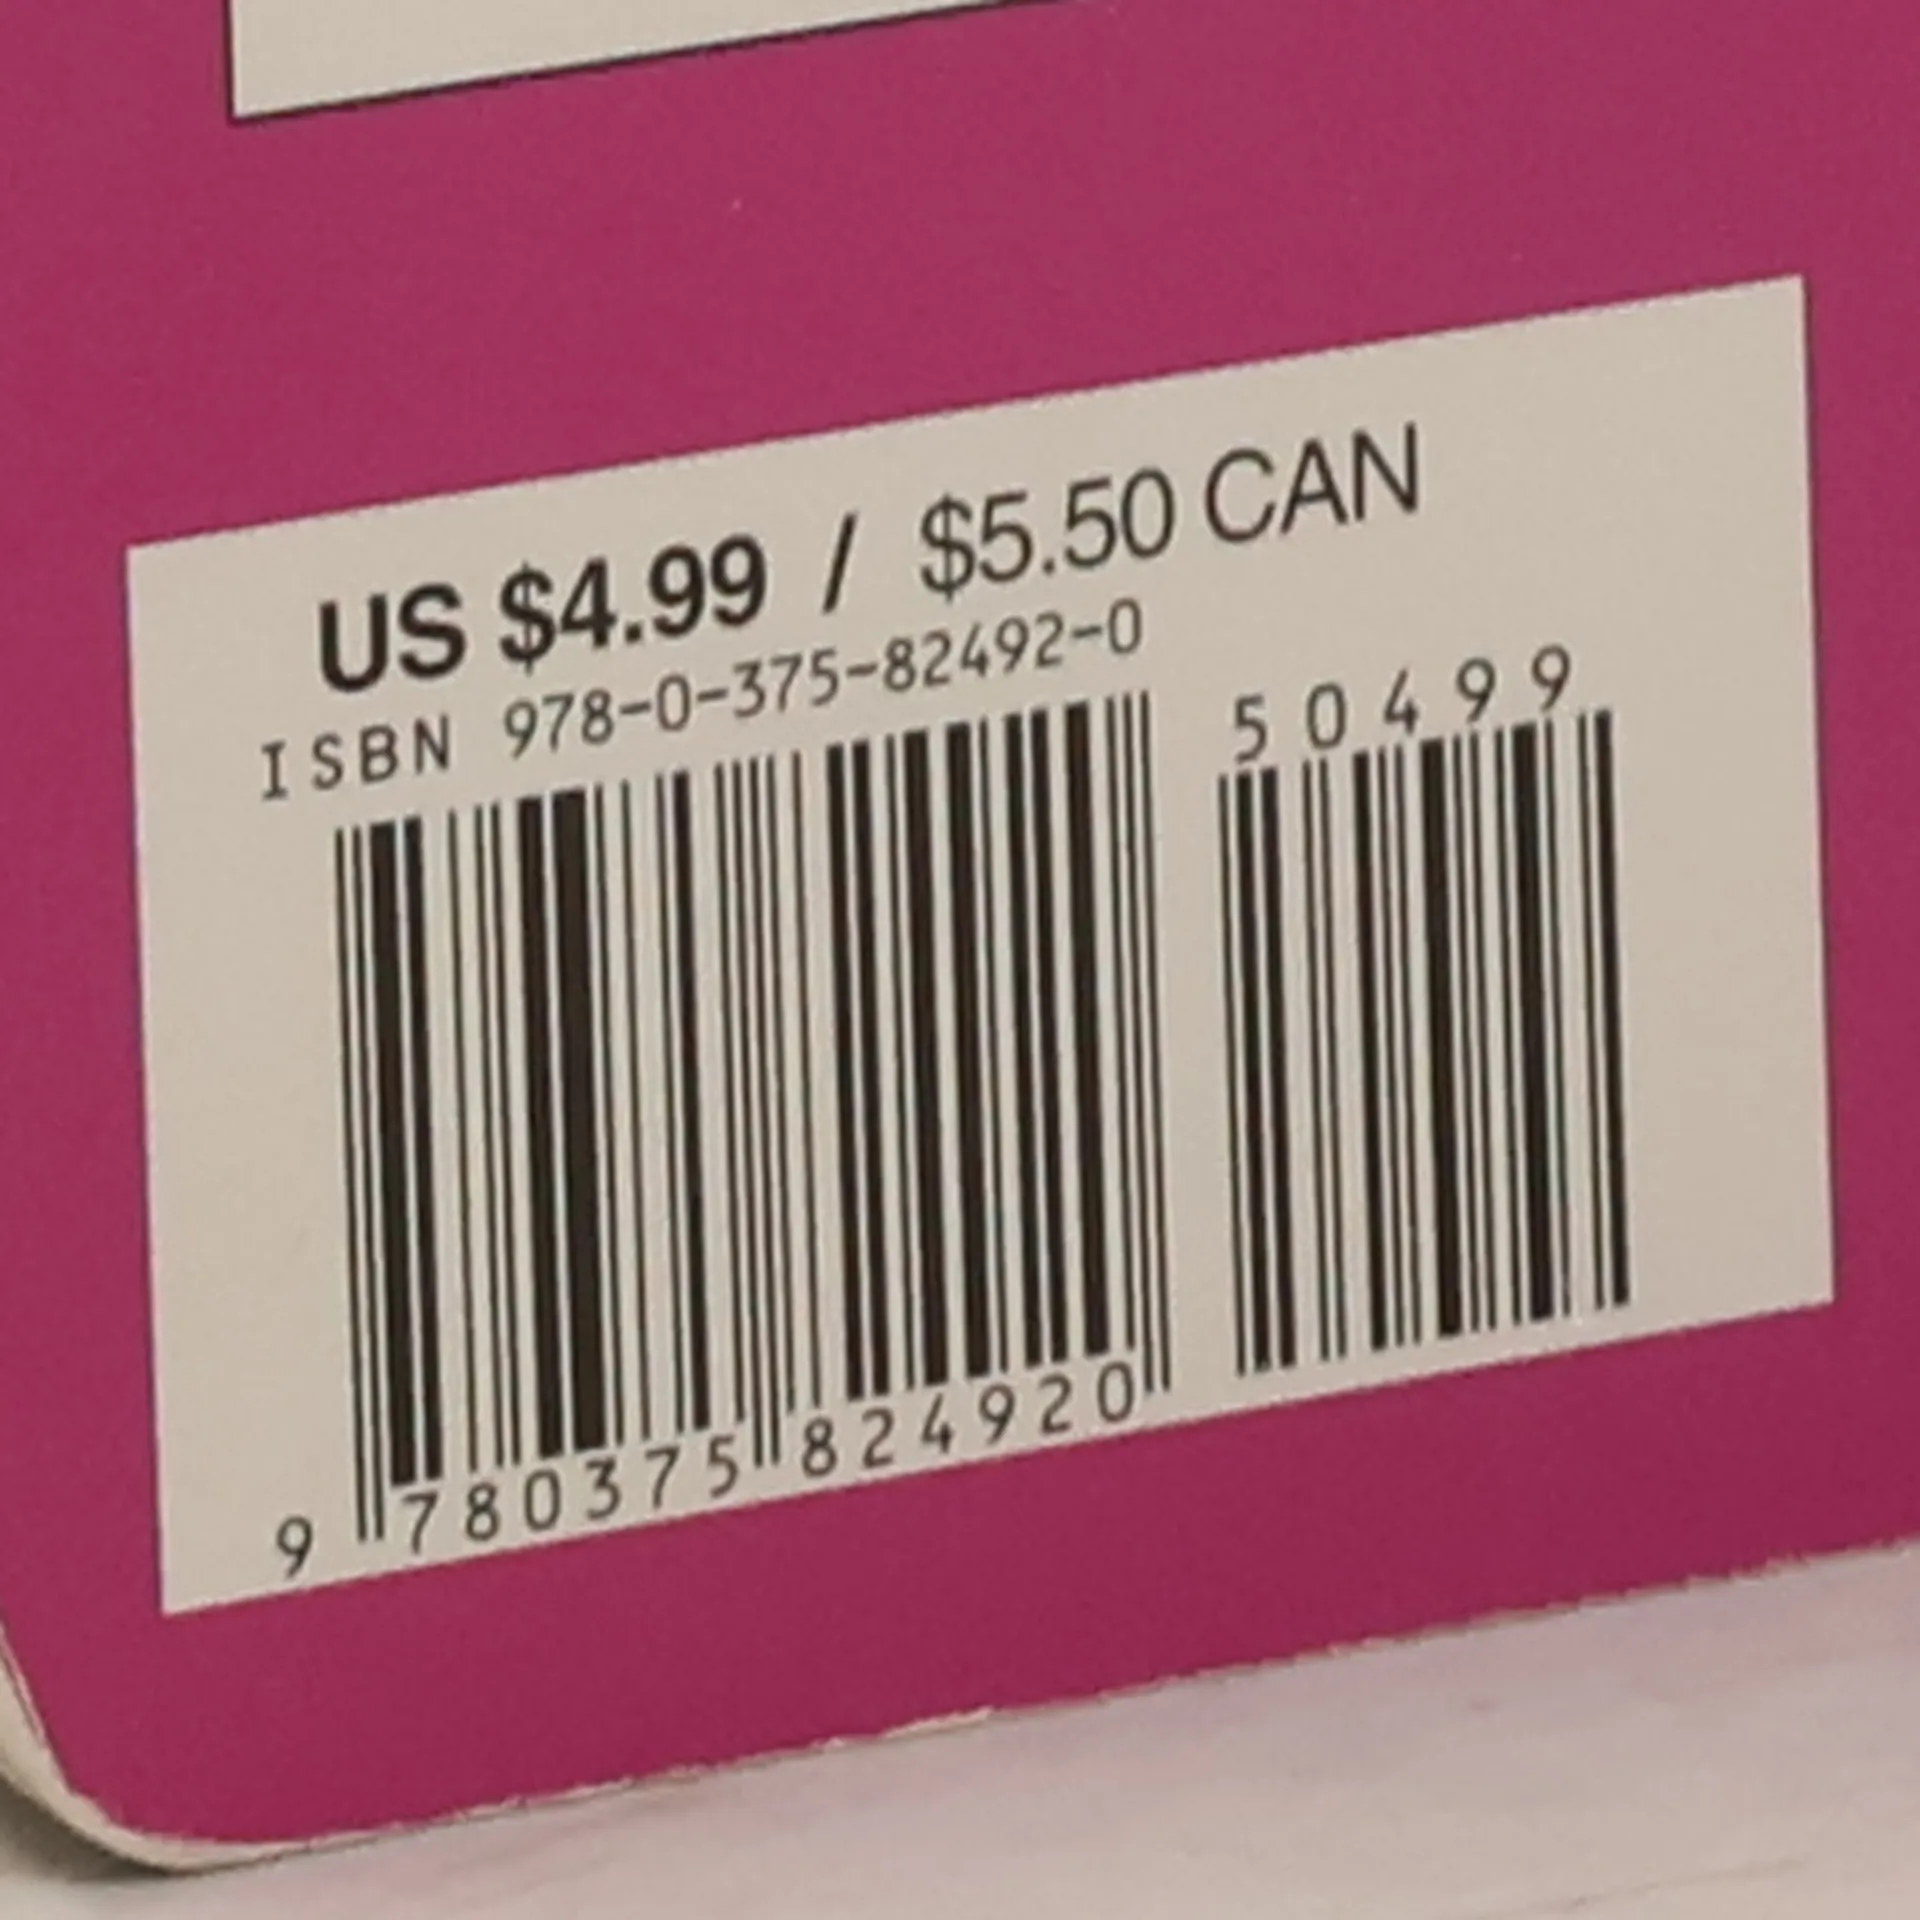 US $4.99 / $5.50 CAN
ISBN 978-0-375-82492-0
50499
9 780375 824920